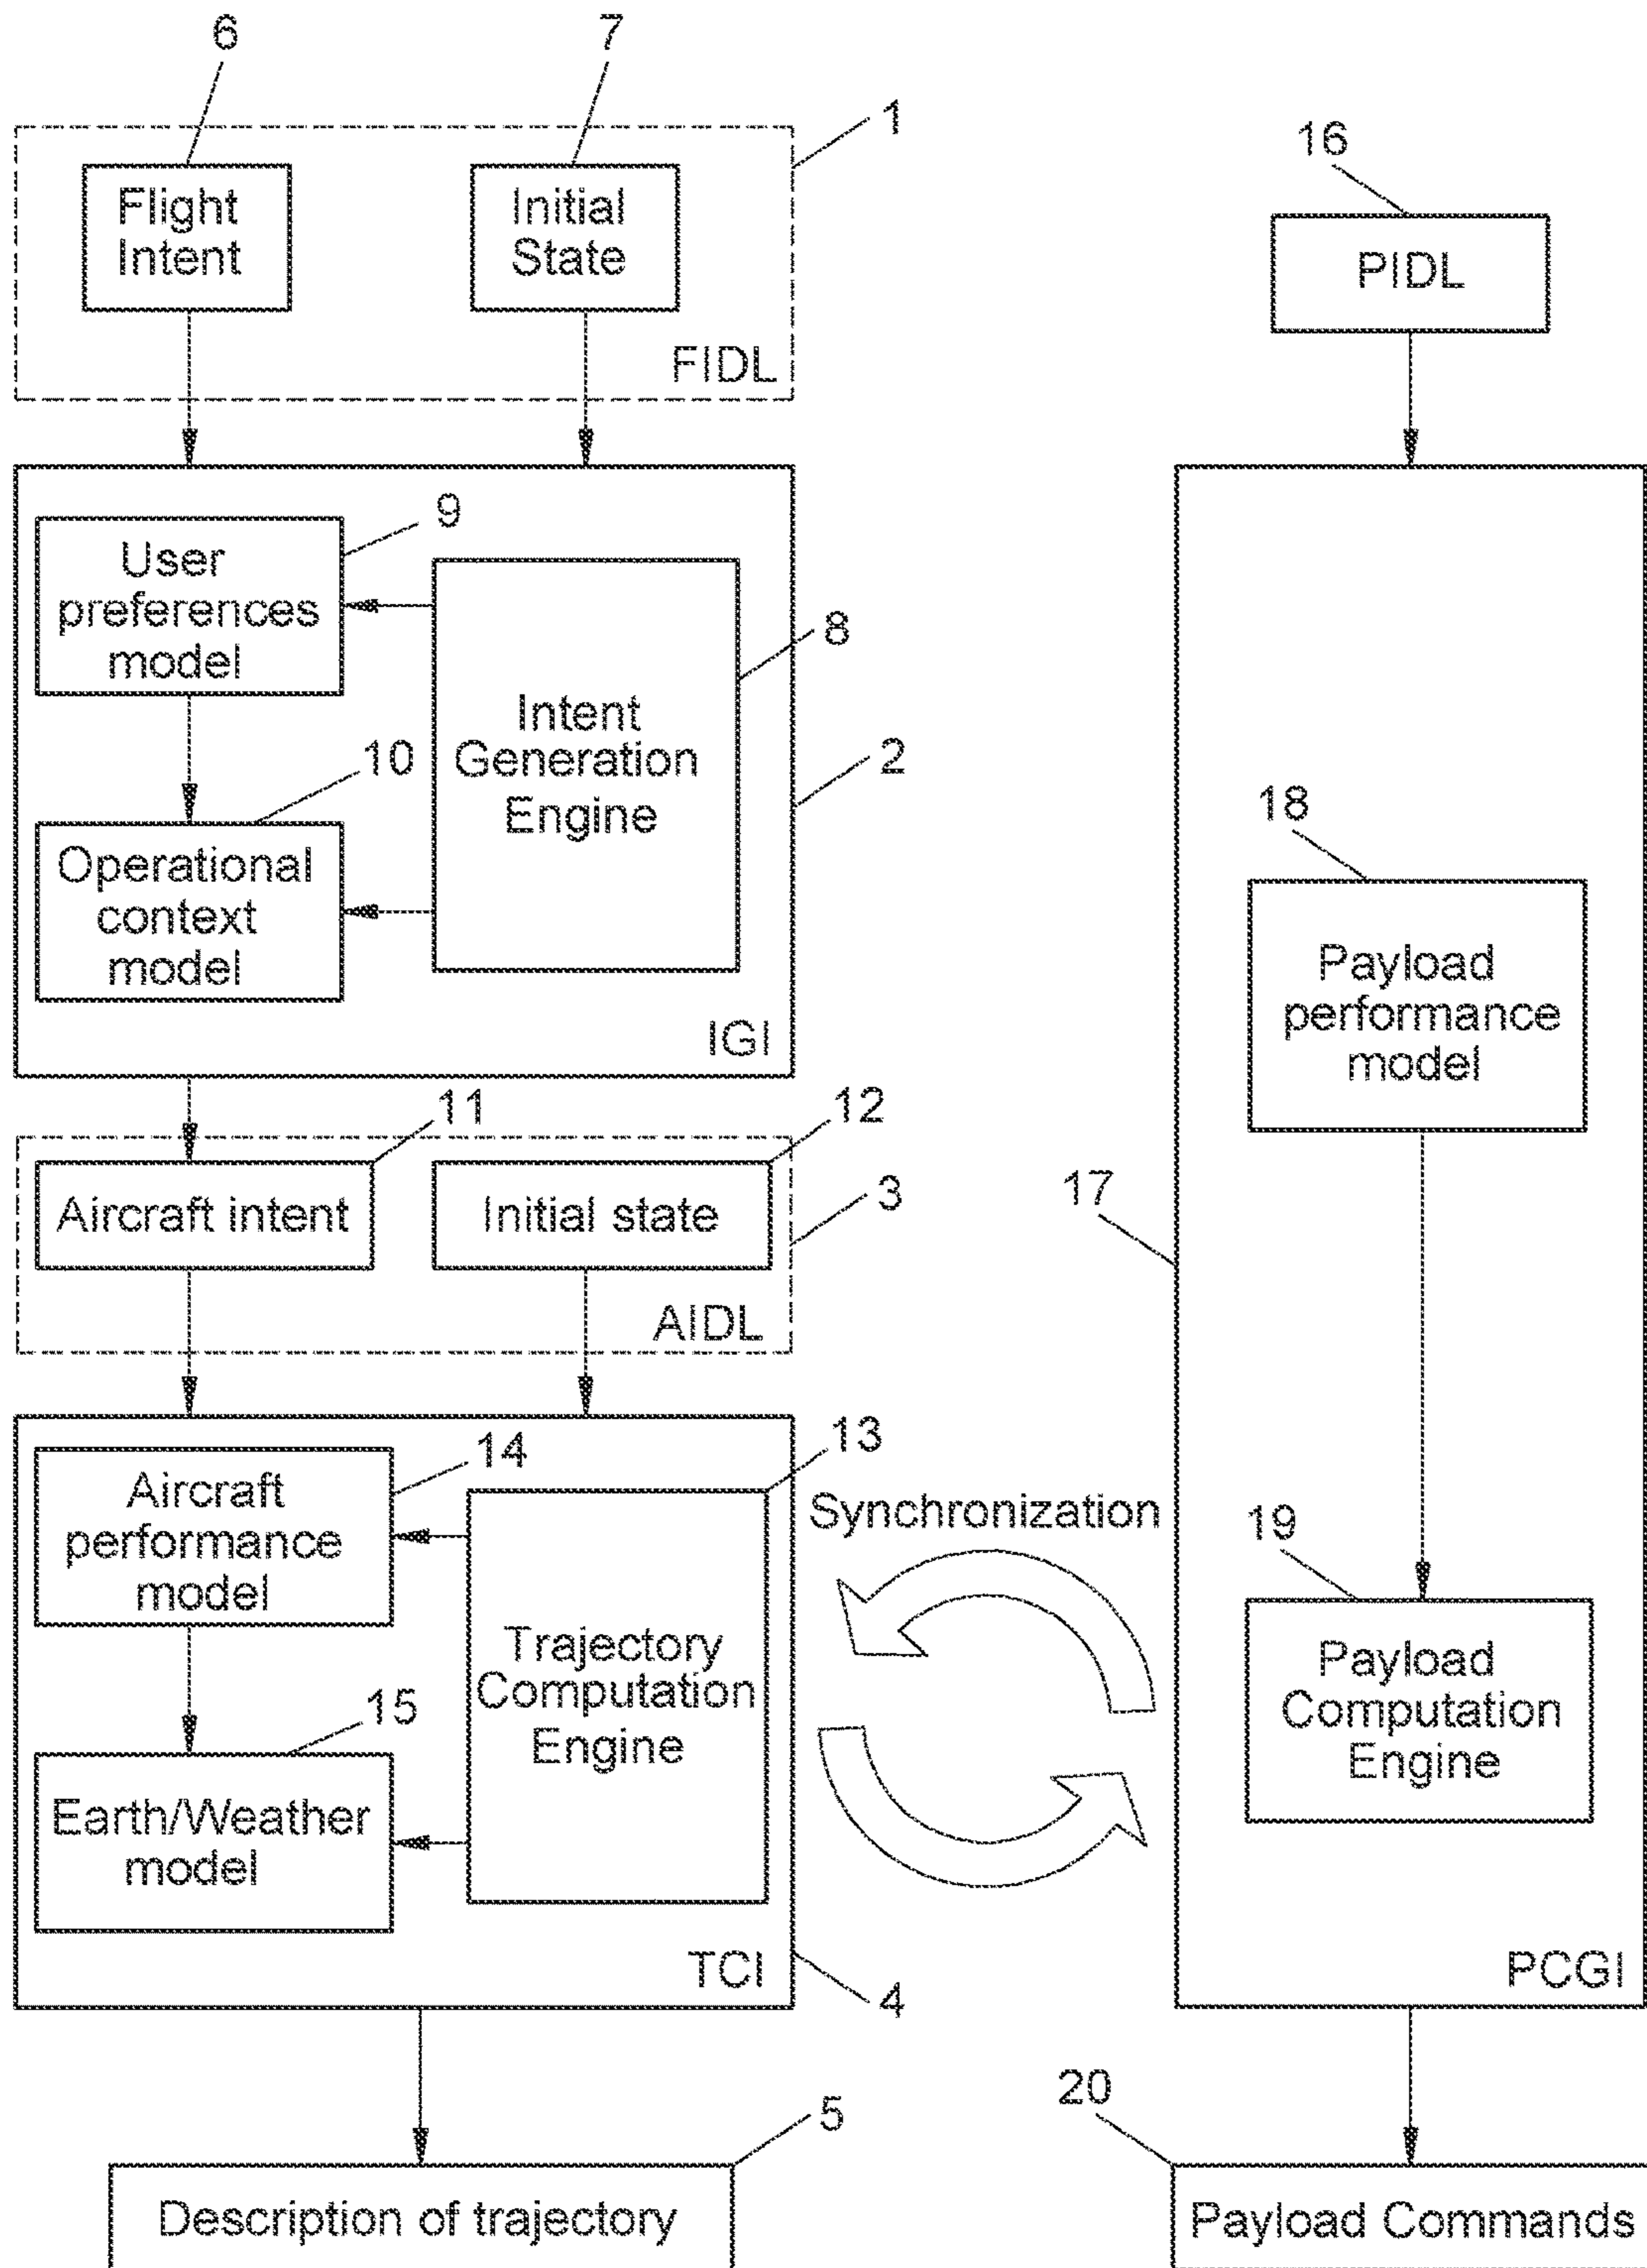 6
7
1
Flight
Intent
Initial
State
FIDL
16
PIDL
9
User
preferences
model
8
Intent
Generation
Engine
2
10
Operational
context
model
IGI
18
Payload
performance
model
11
12
Aircraft intent
Initial state
3
AIDL
17
14
13
Aircraft
performance
model
Synchronization
Trajectory
Computation
Engine
15
Earth/Weather
model
TCI
4
19
Payload
Computation
Engine
PCGI
5
Description of trajectory
20
Payload Commands